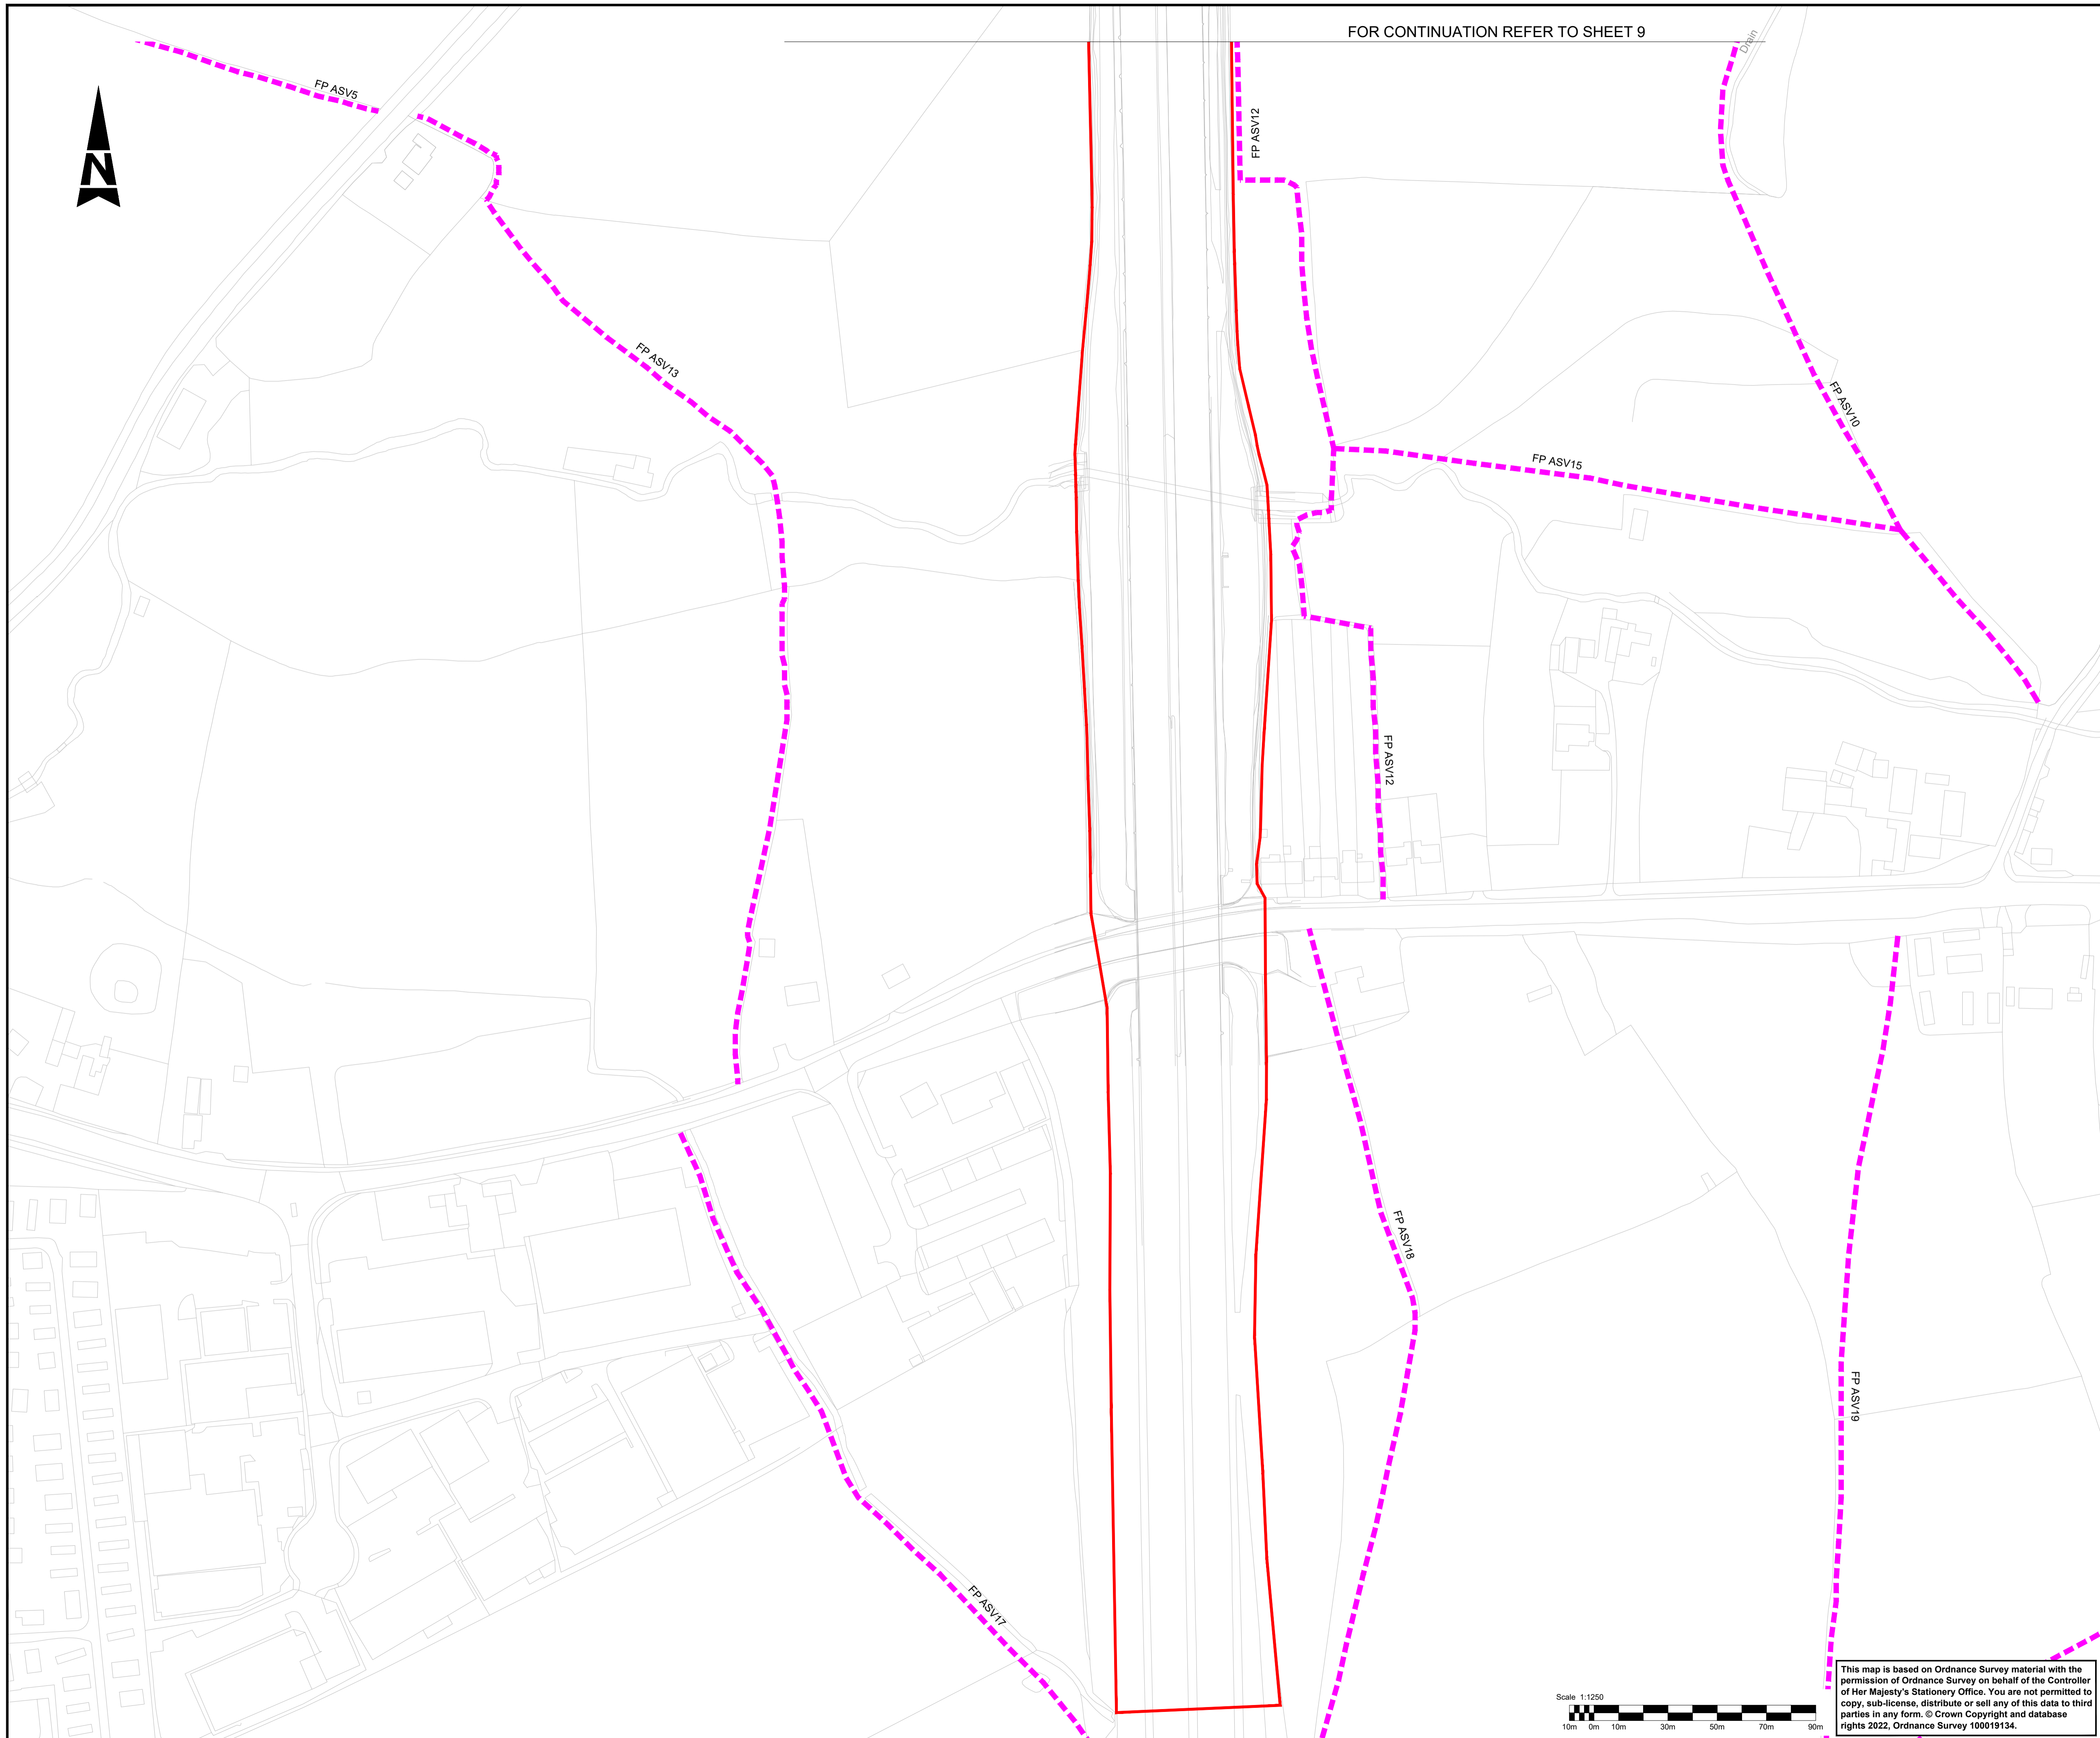 FOR CONTINUATION REFER TO SHEET 9
Drain
FP ASV5
N
FP ASV12
FP ASV13
FP ASV10
FP ASV15
FP ASV12
FP ASV18
FP ASV19
FP ASV17
Scale 1:1250
10m 0m 10m 30m 50m 70m 90m
This map is based on Ordnance Survey material with the
permission of Ordnance Survey on behalf of the Controller
of Her Majesty's Stationery Office. You are not permitted to
copy, sub-license, distribute or sell any of this data to third
parties in any form. © Crown Copyright and database
rights 2022, Ordnance Survey 100019134.